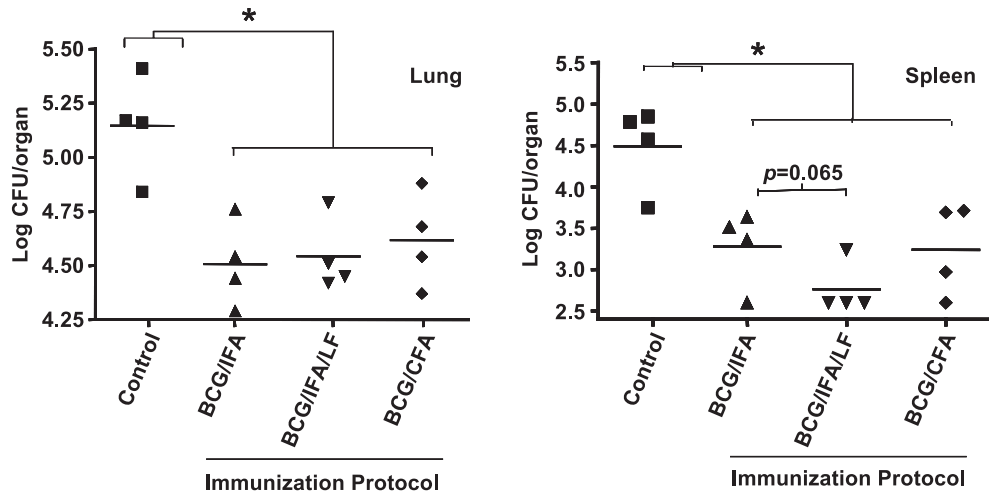 *
5.50
5.25
5.00
4.75
4.50
4.25
Log CFU/organ
Lung
Control
BCG/IFA
BCG/IFA/LF
BCG/CFA
Immunization Protocol
*
5.5
5.0
4.5
4.0
3.5
3.0
2.5
Log CFU/organ
Spleen
p=0.065
Control
BCG/IFA
BCG/IFA/LF
BCG/CFA
Immunization Protocol